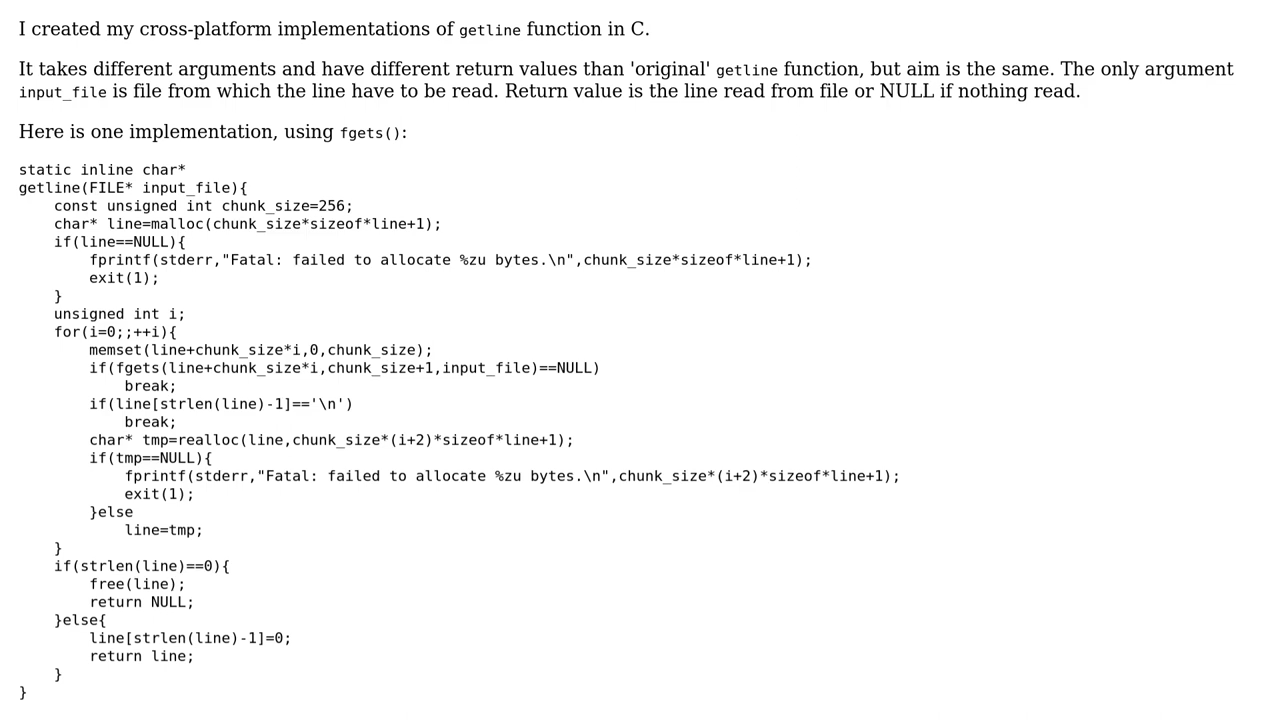 I created my cross-platform implementations of getline function in C.
It takes different arguments and have different return values than 'original' getline function, but aim is the same. The only argument
input_file is file from which the line have to be read. Return value is the line read from file or NULL if nothing read.
Here is one implementation, using fgets():
static inline char*
getline(FILE* input_file){
    const unsigned int chunk_size=256;
    char* line=malloc(chunk_size*sizeof*line+1);
    if(line==NULL){
        fprintf(stderr,"Fatal: failed to allocate %zu bytes.\n",chunk_size*sizeof*line+1);
        exit(1);
    }
    unsigned int i;
    for(i=0;;++i){
        memset(line+chunk_size*i,0,chunk_size);
        if(fgets(line+chunk_size*i,chunk_size+1,input_file)==NULL)
            break;
        if(line[strlen(line)-1]=='\n')
            break;
        char* tmp=realloc(line,chunk_size*(i+2)*sizeof*line+1);
        if(tmp==NULL){
            fprintf(stderr,"Fatal: failed to allocate %zu bytes.\n",chunk_size*(i+2)*sizeof*line+1);
            exit(1);
        }else
            line=tmp;
    }
    if(strlen(line)==0){
        free(line);
        return NULL;
    }else{
        line[strlen(line)-1]=0;
        return line;
    }
}